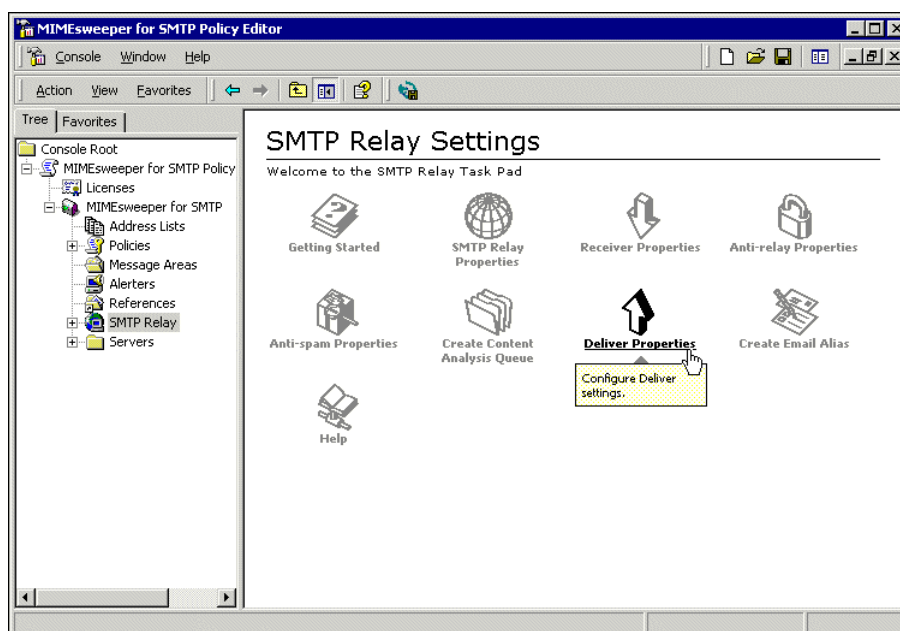 MIMEsweeper for SMTP Policy Editor
Console Window Help
Action View Favorites
Tree Favorites
Console Root
MIMEsweeper for SMTP Policy
Licenses
MIMEsweeper for SMTP
Address Lists
Policies
Message Areas
Alerters
References
SMTP Relay
Servers
SMTP Relay Settings
Welcome to the SMTP Relay Task Pad
Getting Started
SMTP Relay
Properties
Receiver Properties
Anti-relay Properties
Anti-spam Properties
Create Content
Analysis Queue
Deliver Properties
Create Email Alias
Configure Deliver
settings.
Help